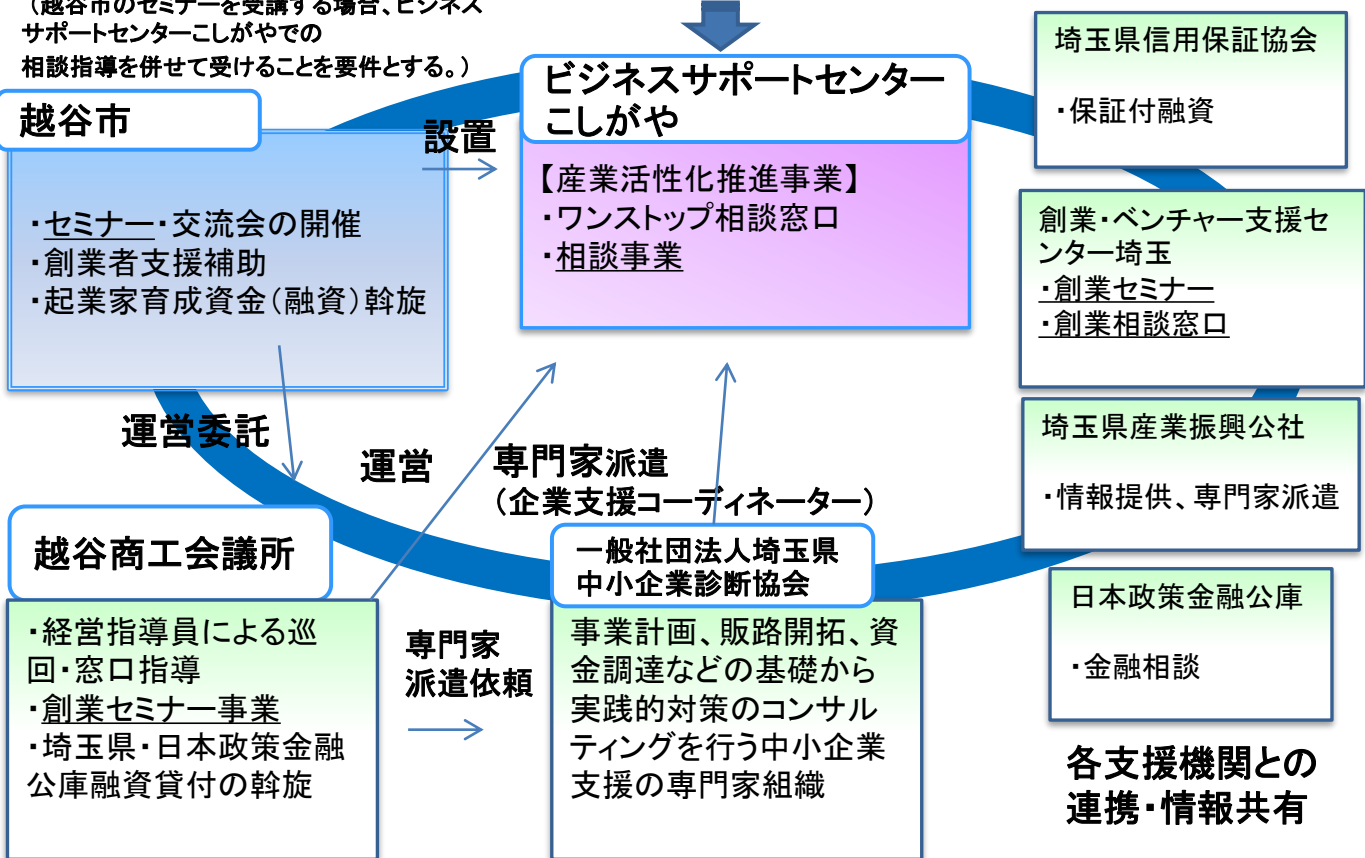 (越谷市のセミナーを受講する場合、ビジネス
サポートセンターこしがやでの
相談指導を併せて受けることを要件とする。)
越谷市
・セミナー・交流会の開催
・創業者支援補助
・起業家育成資金(融資)斡旋
設置
ビジネスサポートセンター
こしがや
【産業活性化推進事業】
・ワンストップ相談窓口
・相談事業
埼玉県信用保証協会
・保証付融資
創業・ベンチャー支援セ
ンター埼玉
・創業セミナー
・創業相談窓口
埼玉県産業振興公社
・情報提供、専門家派遣
日本政策金融公庫
・金融相談
各支援機関との
連携・情報共有
運営委託
運営
専門家派遣
(企業支援コーディネーター)
越谷商工会議所
・経営指導員による巡
回・窓口指導
・創業セミナー事業
・埼玉県・日本政策金融
公庫融資貸付の斡旋
専門家
派遣依頼
一般社団法人埼玉県
中小企業診断協会
事業計画、販路開拓、資
金調達などの基礎から
実践的対策のコンサル
ティングを行う中小企業
支援の専門家組織